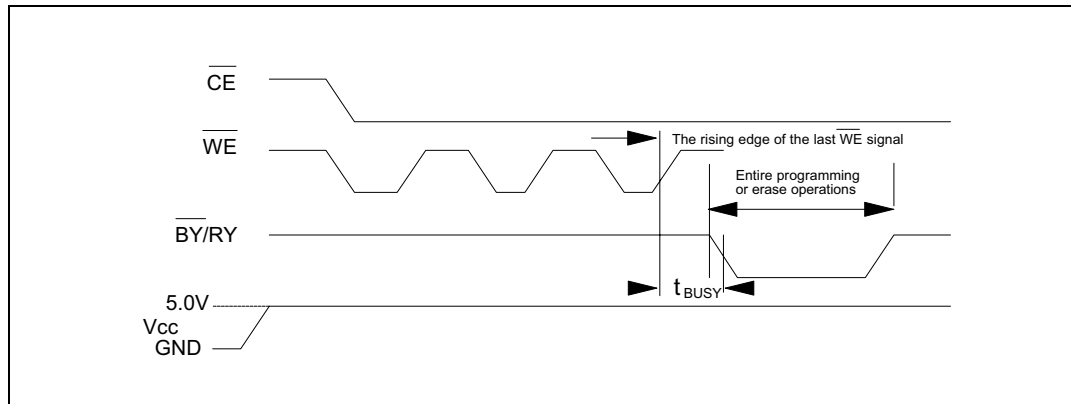 CE
The rising edge of the last WE signal
WE
Entire programming
or erase operations
BY/RY
tBUSY
5.0V
Vcc
GND